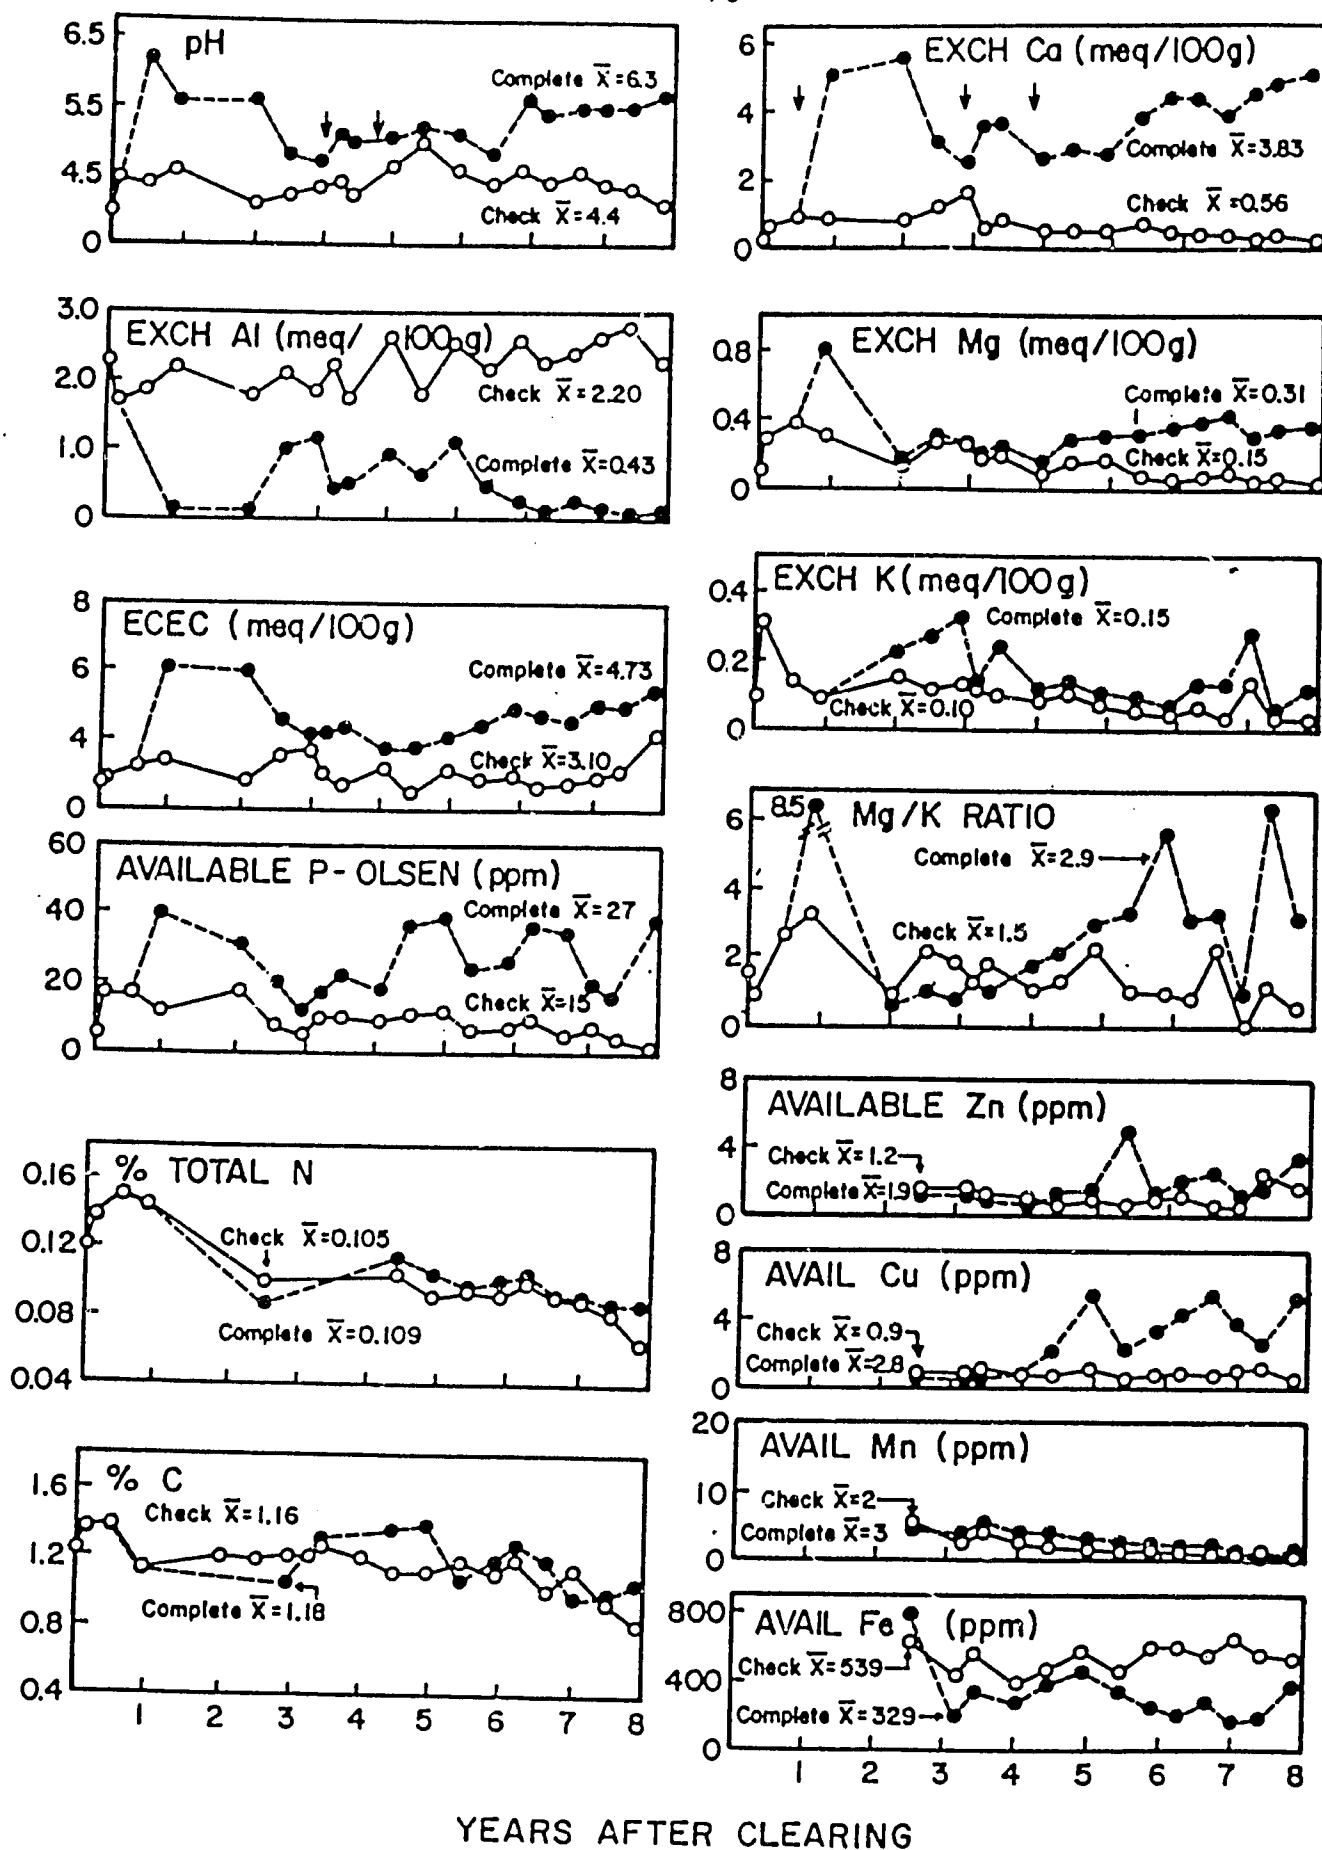 pH
6.5
5.5
4.5
0
Complete X̄=6.3
Check X̄=4.4
EXCH Al (meq/ 100g)
3.0
2.0
1.0
0
Check X̄=2.20
Complete X̄=0.43
ECEC (meq/100g)
8
6
4
0
Complete X̄=4.73
Check X̄=3.10
AVAILABLE P-OLSEN (ppm)
60
40
20
0
Complete X̄=27
Check X̄=15
% TOTAL N
0.16
0.12
0.08
0.04
Check X̄=0.105
Complete X̄=0.109
% C
1.6
1.2
0.8
0.4
Check X̄=1.16
Complete X̄=1.18
1 2 3 4 5 6 7 8
EXCH Ca (meq/100g)
6
4
2
0
Complete X̄=3.83
Check X̄=0.56
EXCH Mg (meq/100g)
0.8
0.4
0
Complete X̄=0.31
Check X̄=0.15
EXCH K (meq/100g)
0.4
0.2
0
Complete X̄=0.15
Check X̄=0.10
Mg/K RATIO
8.5
6
4
2
0
Complete X̄=2.9
Check X̄=1.5
AVAILABLE Zn (ppm)
8
4
0
Check X̄=1.2
Complete X̄=1.9
AVAIL Cu (ppm)
8
4
0
Check X̄=0.9
Complete X̄=2.8
AVAIL Mn (ppm)
20
10
0
Check X̄=2
Complete X̄=3
AVAIL Fe (ppm)
800
400
0
Check X̄=539
Complete X̄=329
1 2 3 4 5 6 7 8
YEARS AFTER CLEARING